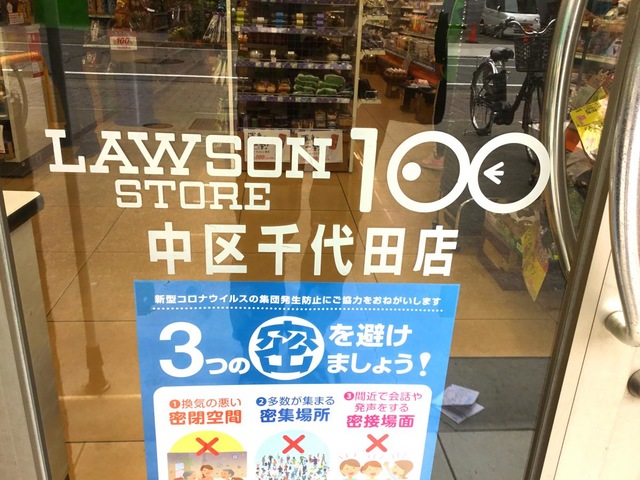 LAWSON
STORE 100
中区千代田店
新型コロナウイルスの集団発生防止にご協力をおねがいします
3つの密を避けましょう!
①換気の悪い
密閉空間
②多数が集まる
密集場所
③間近で会話や
発声をする
密接場面